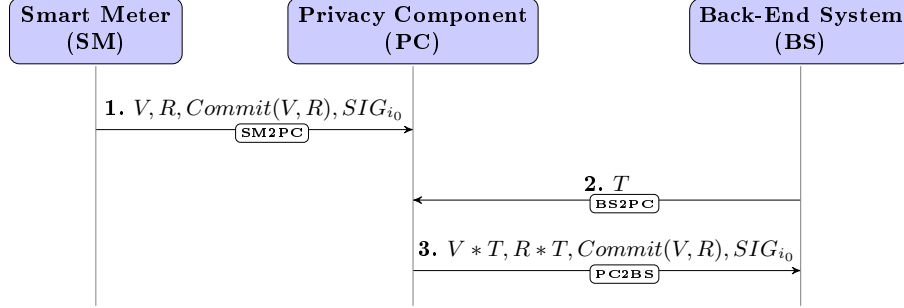 Smart Meter
(SM)
Privacy Component
(PC)
Back-End System
(BS)
1. V, R, Commit(V, R), SIG_{i_0}
SM2PC
2. T
BS2PC
3. V * T, R * T, Commit(V, R), SIG_{i_0}
PC2BS